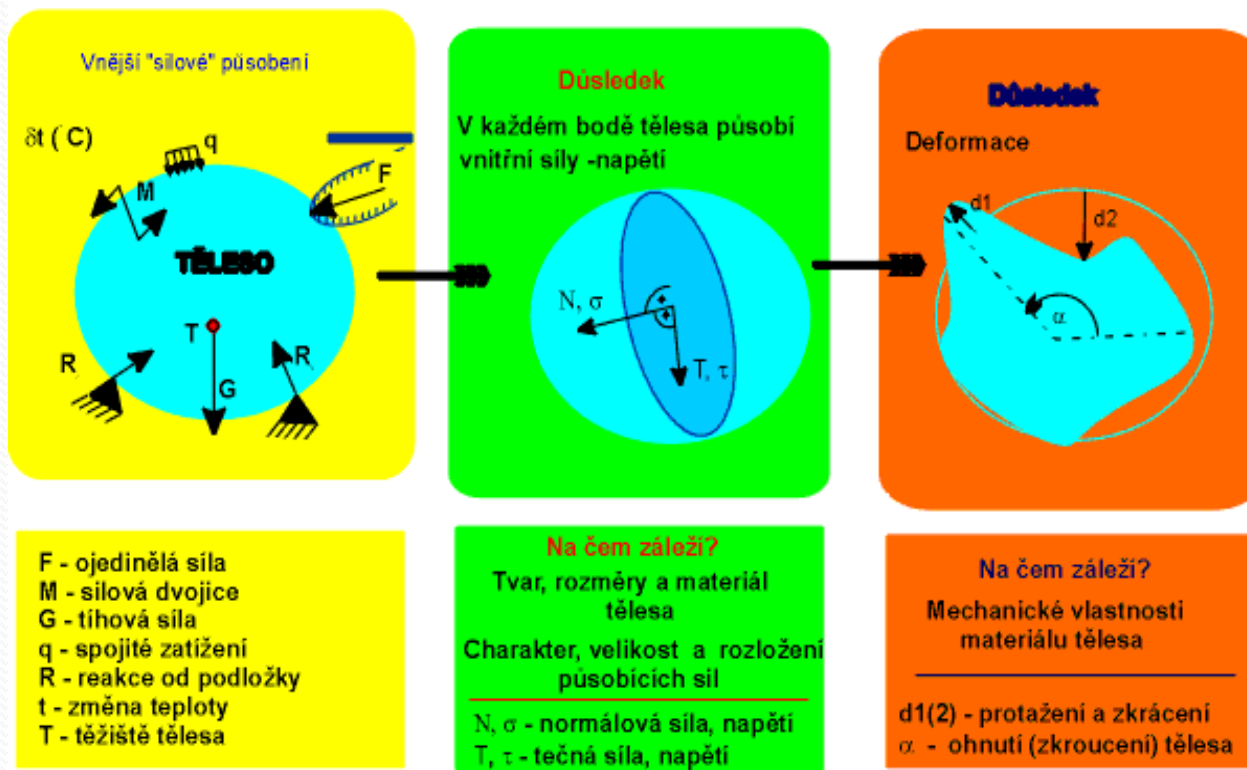 Vnější "silové" působení
δt ( ̊C)
q
M
F
TĚLESO
T
R
R
G
Důsledek
V každém bodě tělesa působí
vnitřní síly -napětí
N, σ
T, τ
Důsledek
Deformace
d1
d2
α
F - ojedinělá síla
M - silová dvojice
G - tíhová síla
q - spojité zatížení
R - reakce od podložky
t - změna teploty
T - těžiště tělesa
Na čem záleží?
Tvar, rozměry a materiál
tělesa
Charakter, velikost a rozložení
působících sil
N, σ - normálová síla, napětí
T, τ - tečná síla, napětí
Na čem záleží?
Mechanické vlastnosti
materiálu tělesa
d1(2) - protažení a zkrácení
α - ohnutí (zkroucení) tělesa